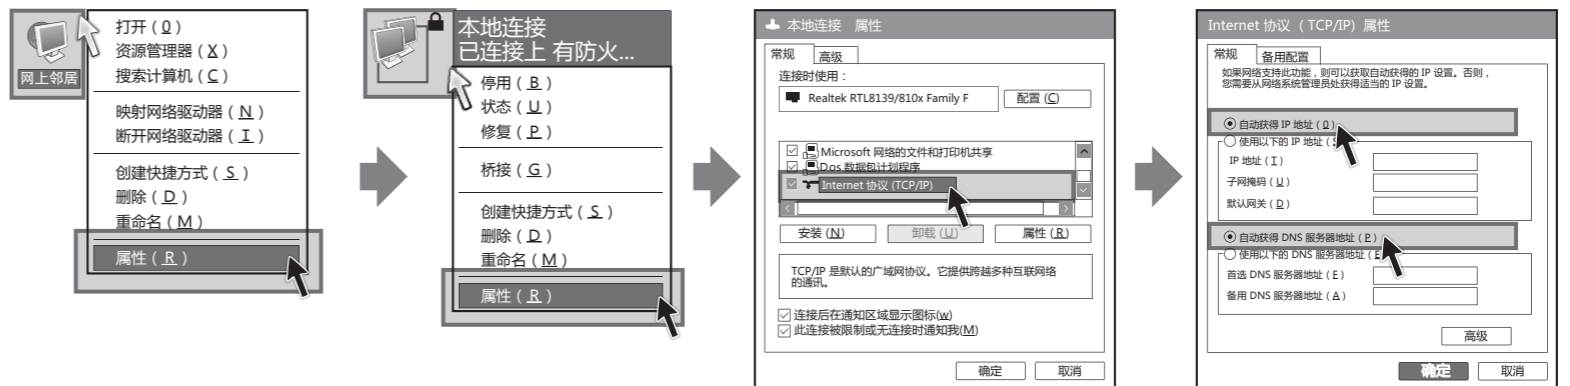 网上邻居
打开 ( O )
资源管理器 ( X )
搜索计算机 ( C )
映射网络驱动器 ( N )
断开网络驱动器 ( I )
创建快捷方式 ( S )
删除 ( D )
重命名 ( M )
属性 ( R )
本地连接
已连接上 有防火...
停用 ( B )
状态 ( U )
修复 ( P )
桥接 ( G )
创建快捷方式 ( S )
删除 ( D )
重命名 ( M )
属性 ( R )
本地连接 属性
常规 高级
连接时使用：
Realtek RTL8139/810x Family F 配置 (C)
Microsoft 网络的文件和打印机共享
Dos 数据包计划程序
Internet 协议 (TCP/IP)
安装 (N) 卸载 (U) 属性 (R)
TCP/IP 是默认的广域网协议。它提供跨越多种互联网络
的通讯。
连接后在通知区域显示图标(w)
此连接被限制或无连接时通知我(M)
确定 取消
Internet 协议 （ TCP/IP) 属性
常规 备用配置
如果网络支持此功能，则可以获取自动获得的 IP 设置。否则，
您需要从网络系统管理员处获得适当的 IP 设置。
自动获得 IP 地址 ( O )
使用以下的 IP 地址 (
IP 地址 ( I )
子网掩码 ( U )
默认网关 ( D )
自动获得 DNS 服务器地址 ( P )
使用以下的 DNS 服务器地址 (
首选 DNS 服务器地址 ( F )
备用 DNS 服务器地址 ( A )
高级
确定 取消